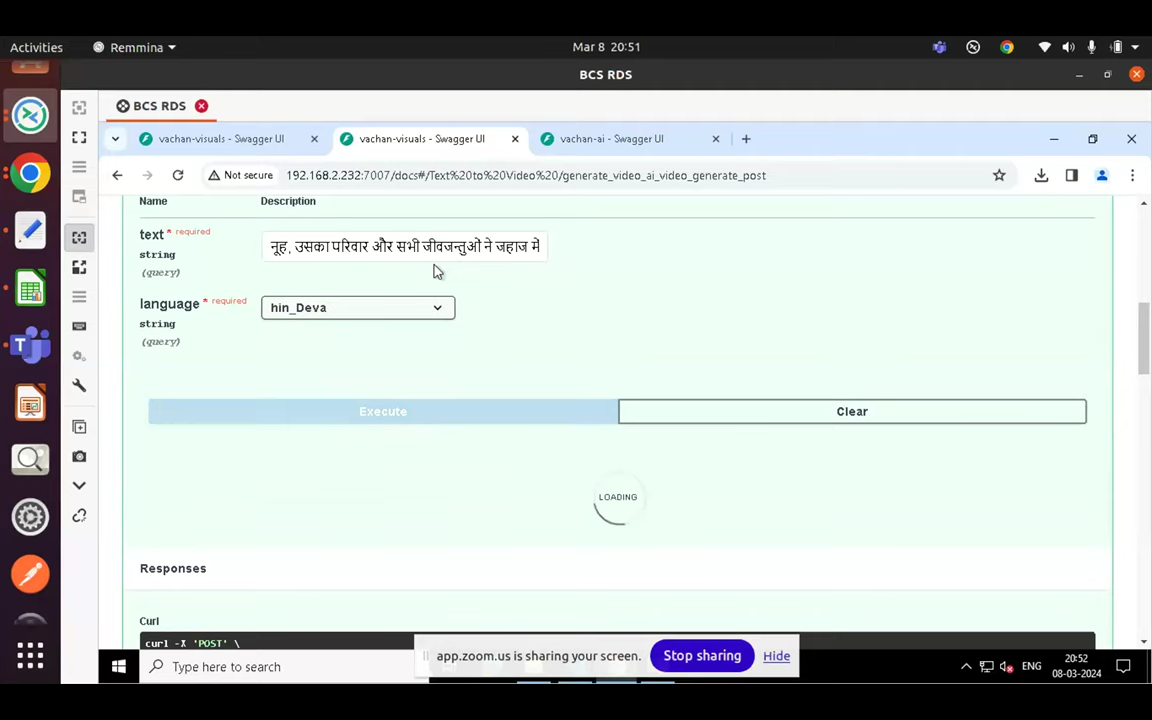 Activities
Remmina
Mar 8 20:51
BCS RDS
BCS RDS
vachan-visuals - Swagger UI
vachan-visuals - Swagger UI
vachan-ai - Swagger UI
Not secure
192.168.2.232:7007/docs#/Text%20to%20Video%20/generate_video_ai_video_generate_post
Name
Description
text * required
string
(query)
नूह, उसका परिवार और सभी जीवजन्तुओं ने जहाज में
language * required
string
(query)
hin_Deva
Execute
Clear
LOADING
Responses
Curl
curl -X 'POST' \
app.zoom.us is sharing your screen.
Stop sharing
Hide
Type here to search
ENG
20:52
08-03-2024